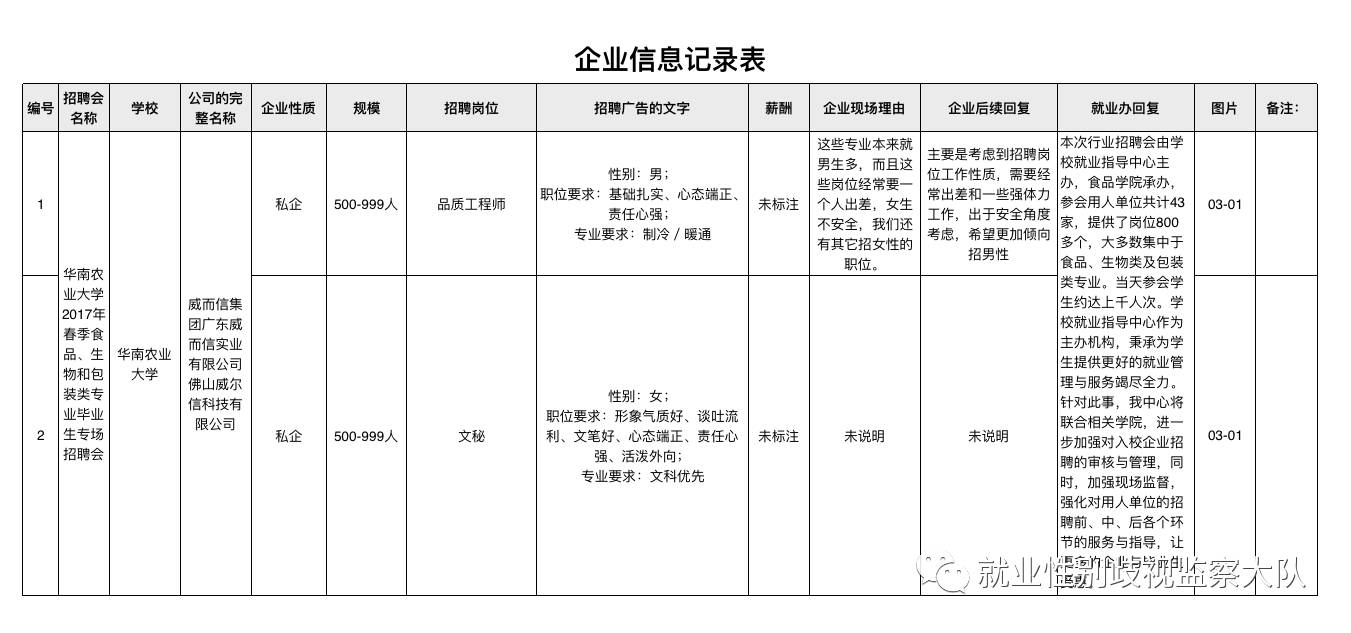 企业信息记录表
编号
招聘会
名称
学校
公司的完
整名称
企业性质
规模
招聘岗位
招聘广告的文字
薪酬
企业现场理由
企业后续回复
就业办回复
图片
备注：
1
华南农
业大学
2017年
春季食
品、生
物和包
装类专
业毕业
生专场
招聘会
华南农业
大学
威而信集
团广东威
而信实业
有限公司
佛山威尔
信科技有
限公司
私企
500-999人
品质工程师
性别：男；
职位要求：基础扎实、心态端正、
责任心强；
专业要求：制冷／暖通
未标注
这些专业本来就
男生多，而且这
些岗位经常要一
个人出差，女生
不安全，我们还
有其它招女性的
职位。
主要是考虑到招聘岗
位工作性质，需要经
常出差和一些强体力
工作，出于安全角度
考虑，希望更加倾向
招男性
本次行业招聘会由学
校就业指导中心主
办，食品学院承办，
参会用人单位共计43
家，提供了岗位800
多个，大多数集中于
食品、生物类及包装
类专业。当天参会学
生约达上千人次。学
校就业指导中心作为
主办机构，秉承为学
生提供更好的就业管
理与服务竭尽全力。
针对此事，我中心将
联合相关学院，进一
步加强对入校企业招
聘的审核与管理，同
时，加强现场监督，
强化对用人单位的招
聘前、中、后各个环
节的服务与指导，让
的企业与毕业
03-01
2
私企
500-999人
文秘
性别：女；
职位要求：形象气质好、谈吐流
利、文笔好、心态端正、责任心
强、活泼外向；
专业要求：文科优先
未标注
未说明
未说明
03-01
就业性别歧视监察大队